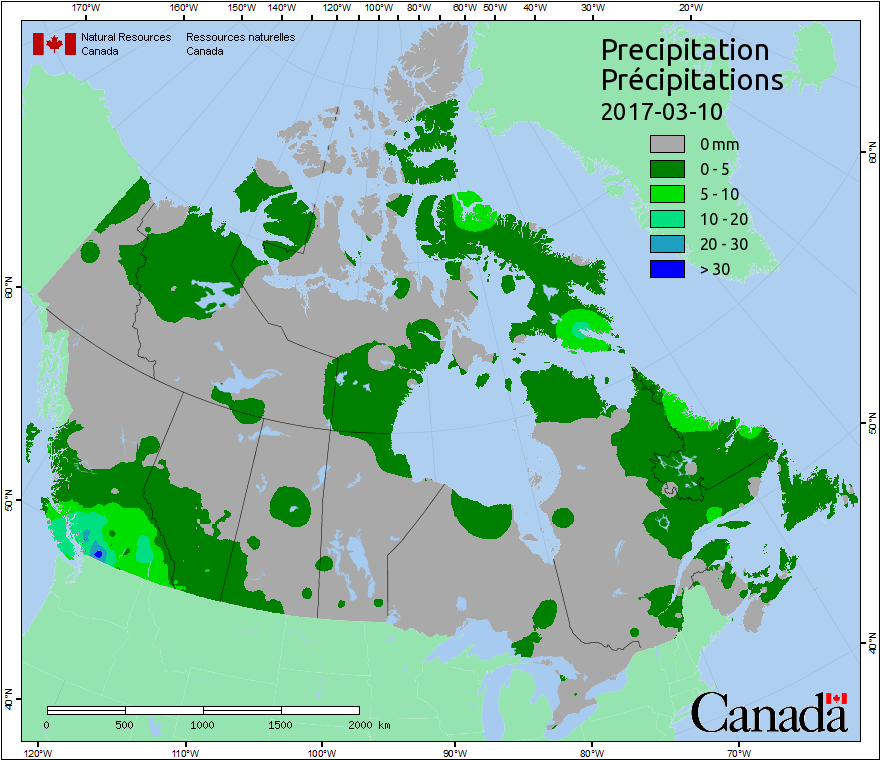 170°W 160°W 150°W 140°W 130°W 120°W 110°W 100°W 90°W 80°W 60°W 50°W 40°W 30°W 20°W
Natural Resources Ressources naturelles
Canada Canada
Precipitation
Précipitations
2017-03-10
0 mm
0 - 5
5 - 10
10 - 20
20 - 30
> 30
60°N
50°N
40°N
60°N
50°N
40°N
0 500 1000 1500 2000 km
Canada
120°W 110°W 100°W 90°W 80°W 70°W